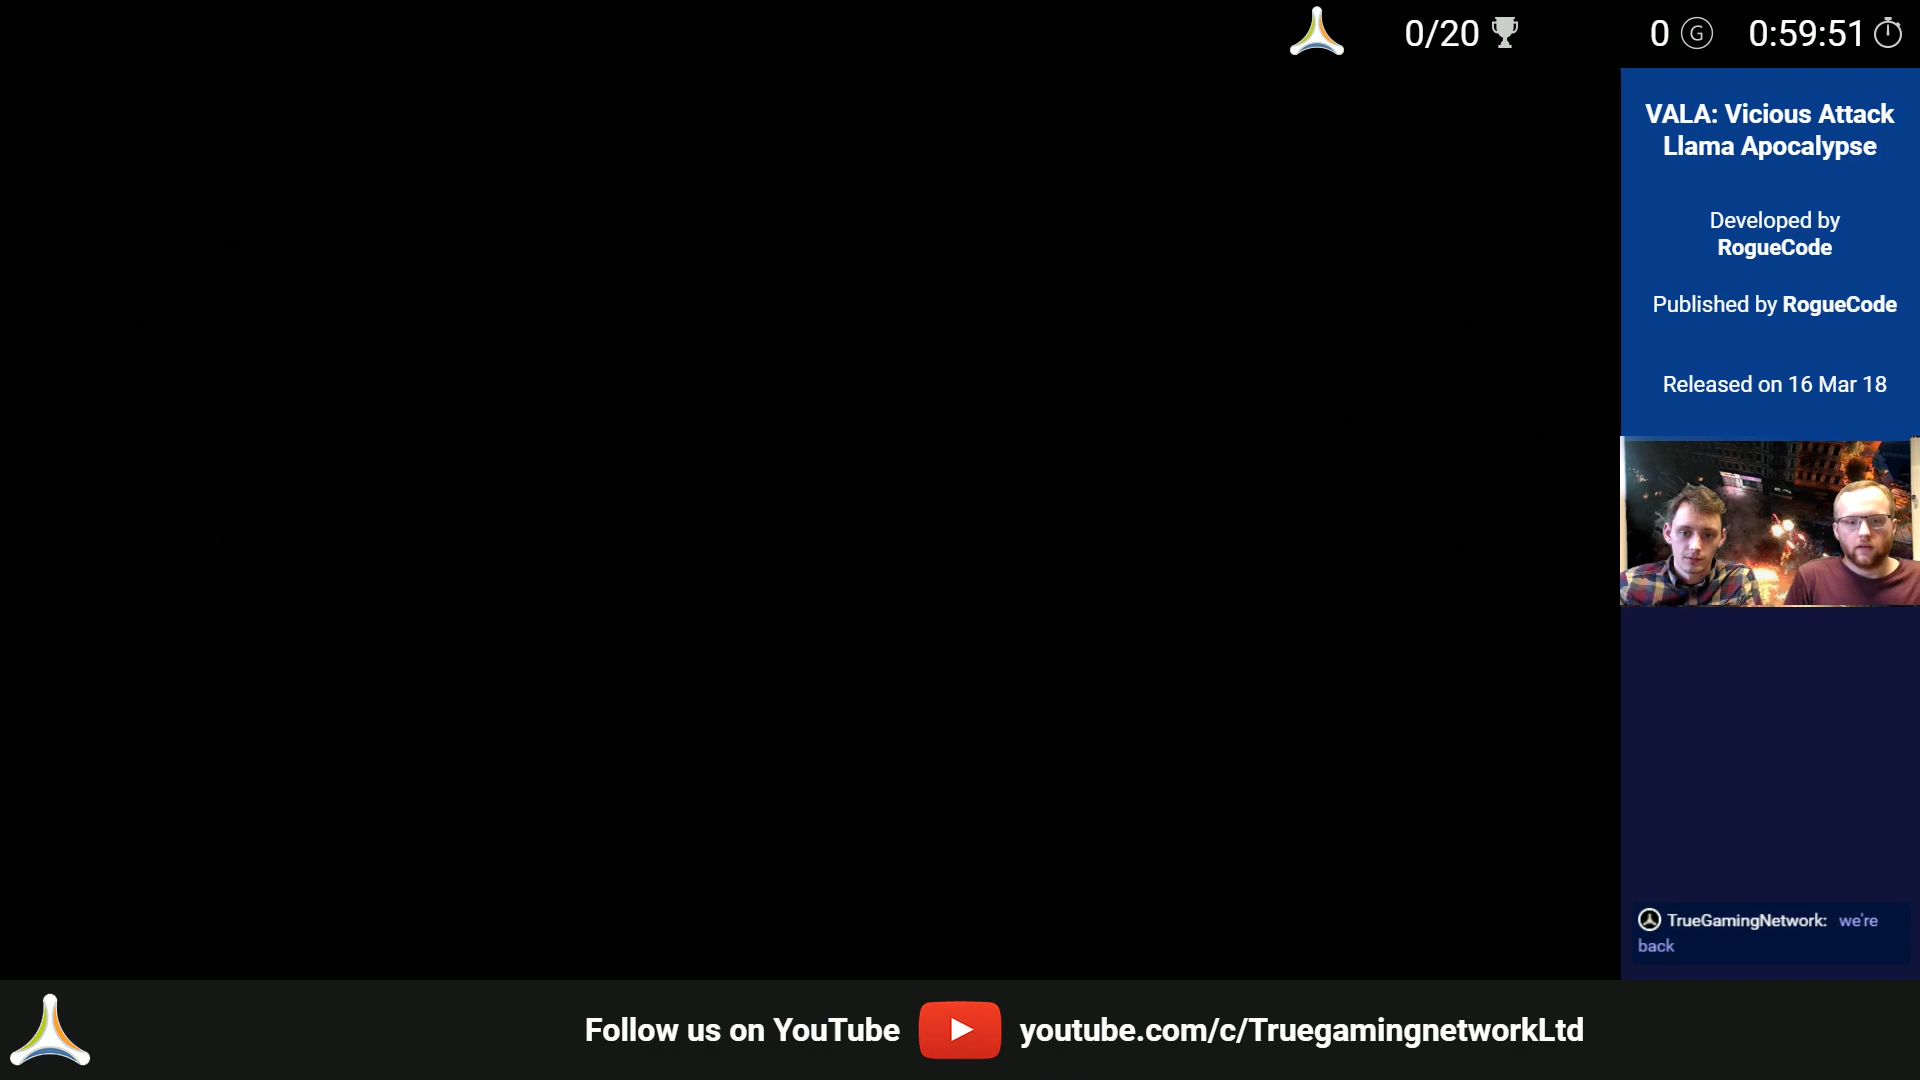 0/20
0 G 0:59:51
VALA: Vicious Attack
Llama Apocalypse
Developed by
RogueCode
Published by RogueCode
Released on 16 Mar 18
TrueGamingNetwork: we're
back
Follow us on YouTube youtube.com/c/TruegamingnetworkLtd